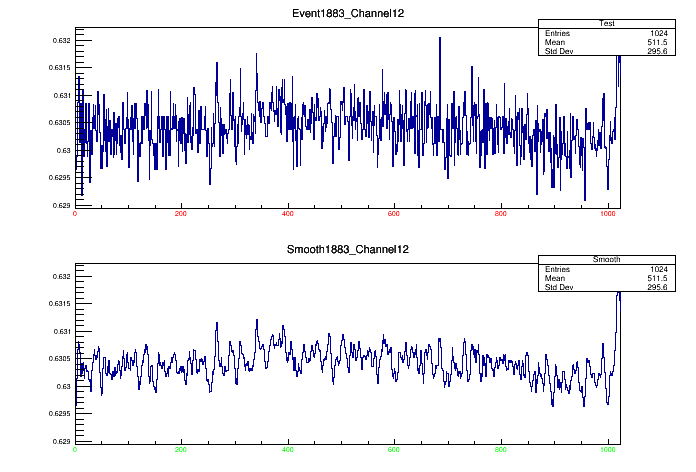 Event1883_Channel12
Test
Entries 1024
Mean 511.5
Std Dev 295.6
0.632
0.6315
0.631
0.6305
0.63
0.6295
0.629
0 200 400 600 800 1000
Smooth1883_Channel12
Smooth
Entries 1024
Mean 511.5
Std Dev 295.6
0.632
0.6315
0.631
0.6305
0.63
0.6295
0.629
0 200 400 600 800 1000